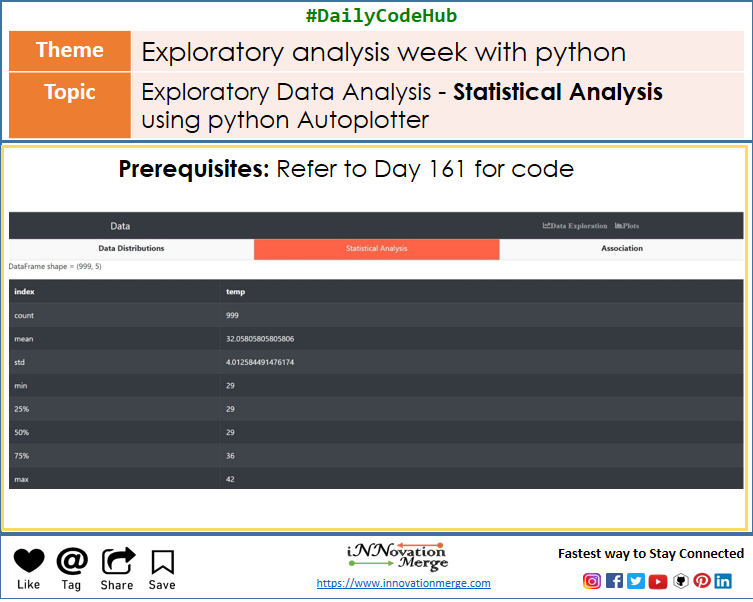 #DailyCodeHub
Theme
Exploratory analysis week with python
Topic
Exploratory Data Analysis - Statistical Analysis
using python Autoplotter
Prerequisites: Refer to Day 161 for code
Data
Data Exploration
Plots
Data Distributions
Statistical Analysis
Association
DataFrame shape = (999, 5)
index temp
count 999
mean 32.05805805805806
std 4.012584491476174
min 29
25% 29
50% 29
75% 36
max 42
Like
Tag
Share
Save
iNNovation
Merge
https://www.innovationmerge.com
Fastest way to Stay Connected